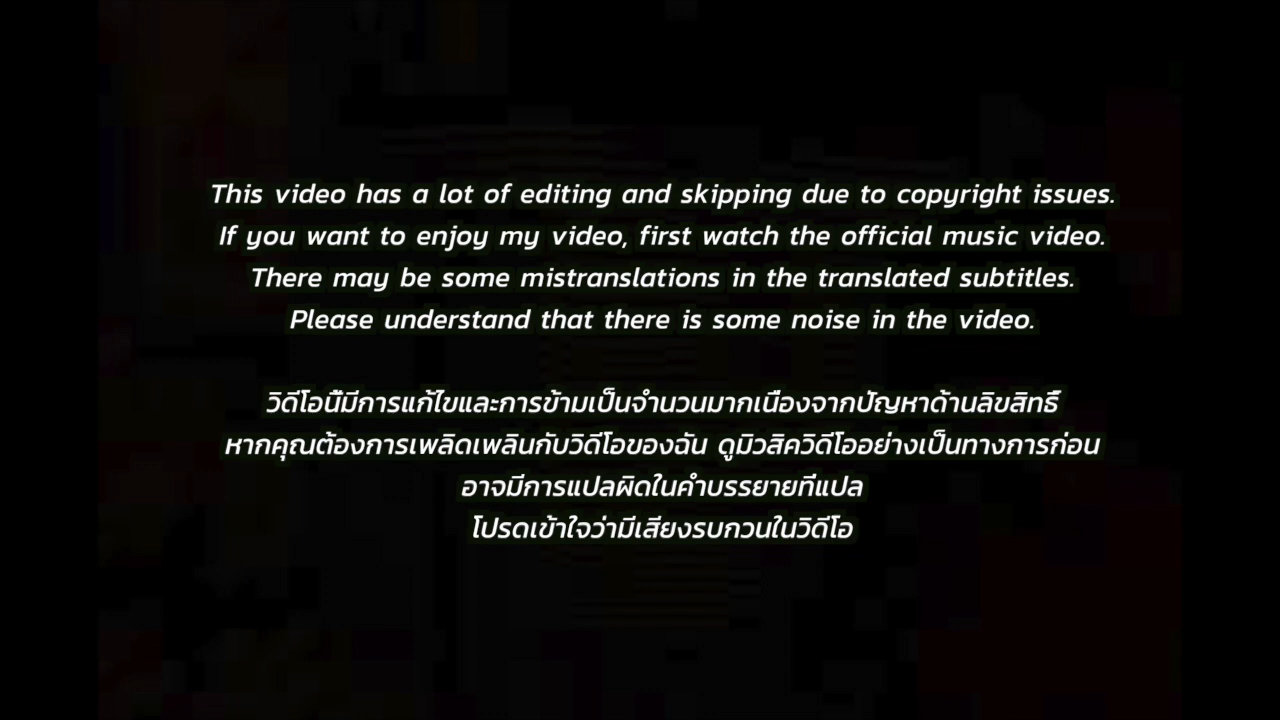 This video has a lot of editing and skipping due to copyright issues.
If you want to enjoy my video, first watch the official music video.
There may be some mistranslations in the translated subtitles.
Please understand that there is some noise in the video.
วิดีโอนี้มีการแก้ไขและการข้ามเป็นจำนวนมากเนื่องจากปัญหาด้านลิขสิทธิ์
หากคุณต้องการเพลิดเพลินกับวิดีโอของฉัน ดูมิวสิควิดีโออย่างเป็นทางการก่อน
อาจมีการแปลผิดในคำบรรยายที่แปล
โปรดเข้าใจว่ามีเสียงรบกวนในวิดีโอ